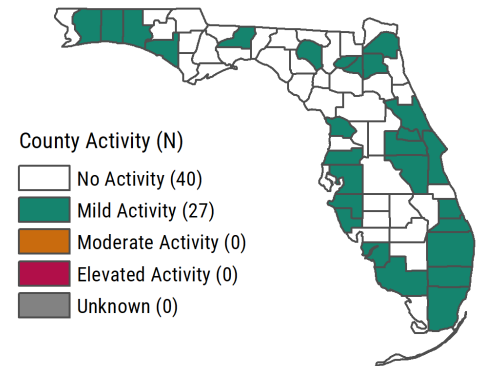 County Activity (N)
No Activity (40)
Mild Activity (27)
Moderate Activity (0)
Elevated Activity (0)
Unknown (0)